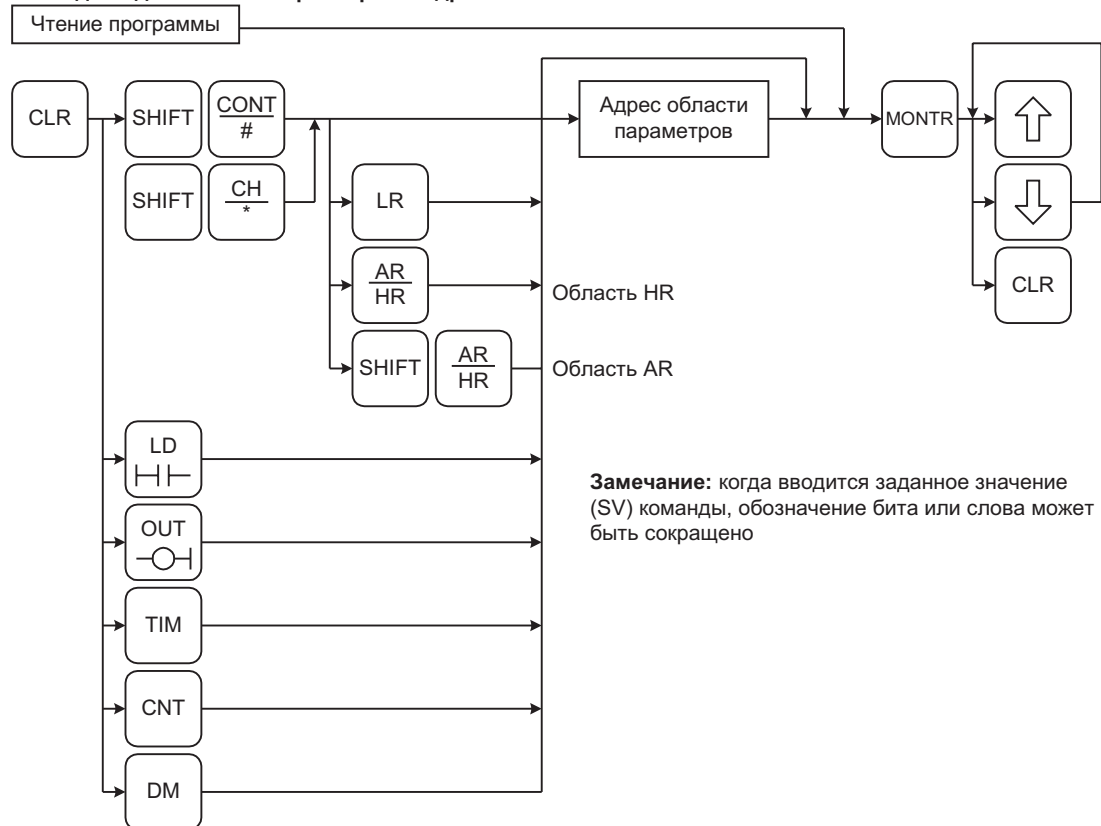 Чтение программы
CLR
SHIFT
CONT
#
Адрес области
параметров
MONTR
SHIFT
CH
*
LR
AR
HR
Область HR
CLR
SHIFT
AR
HR
Область AR
LD
Замечание: когда вводится заданное значение
(SV) команды, обозначение бита или слова может
быть сокращено
OUT
TIM
CNT
DM